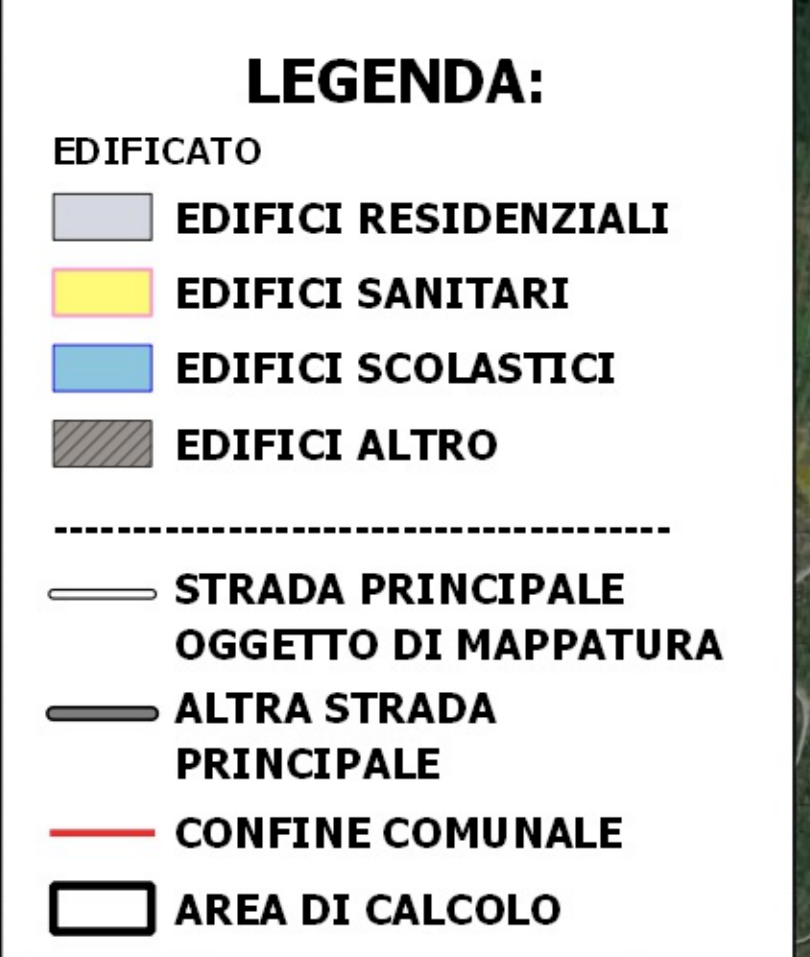 LEGENDA:
EDIFICATO
EDIFICI RESIDENZIALI
EDIFICI SANITARI
EDIFICI SCOLASTICI
EDIFICI ALTRO
---------------------------------------
STRADA PRINCIPALE
OGGETTO DI MAPPATURA
ALTRA STRADA
PRINCIPALE
CONFINE COMUNALE
AREA DI CALCOLO